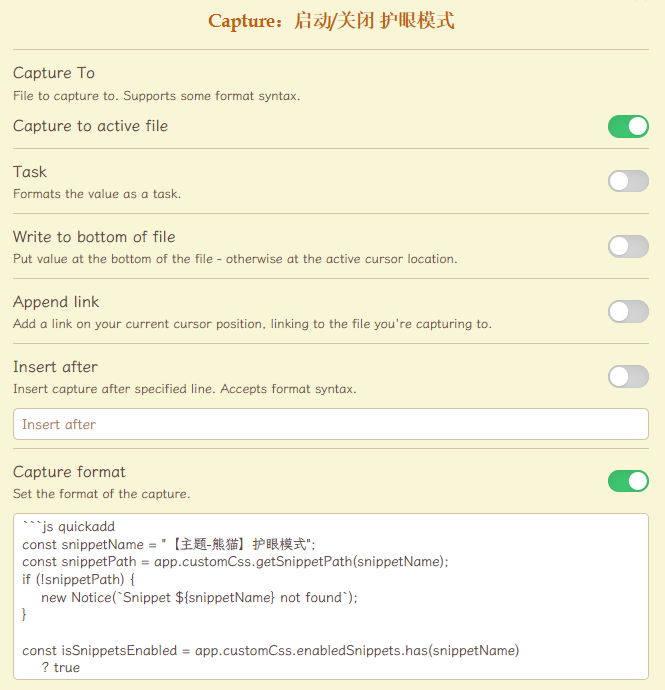 Capture：启动/关闭 护眼模式
Capture To
File to capture to. Supports some format syntax.
Capture to active file
Task
Formats the value as a task.
Write to bottom of file
Put value at the bottom of the file - otherwise at the active cursor location.
Append link
Add a link on your current cursor position, linking to the file you're capturing to.
Insert after
Insert capture after specified line. Accepts format syntax.
Insert after
Capture format
Set the format of the capture.
```js quickadd
const snippetName = "【主题-熊猫】护眼模式";
const snippetPath = app.customCss.getSnippetPath(snippetName);
if (!snippetPath) {
    new Notice(`Snippet ${snippetName} not found`);
}
const isSnippetsEnabled = app.customCss.enabledSnippets.has(snippetName)
    ? true